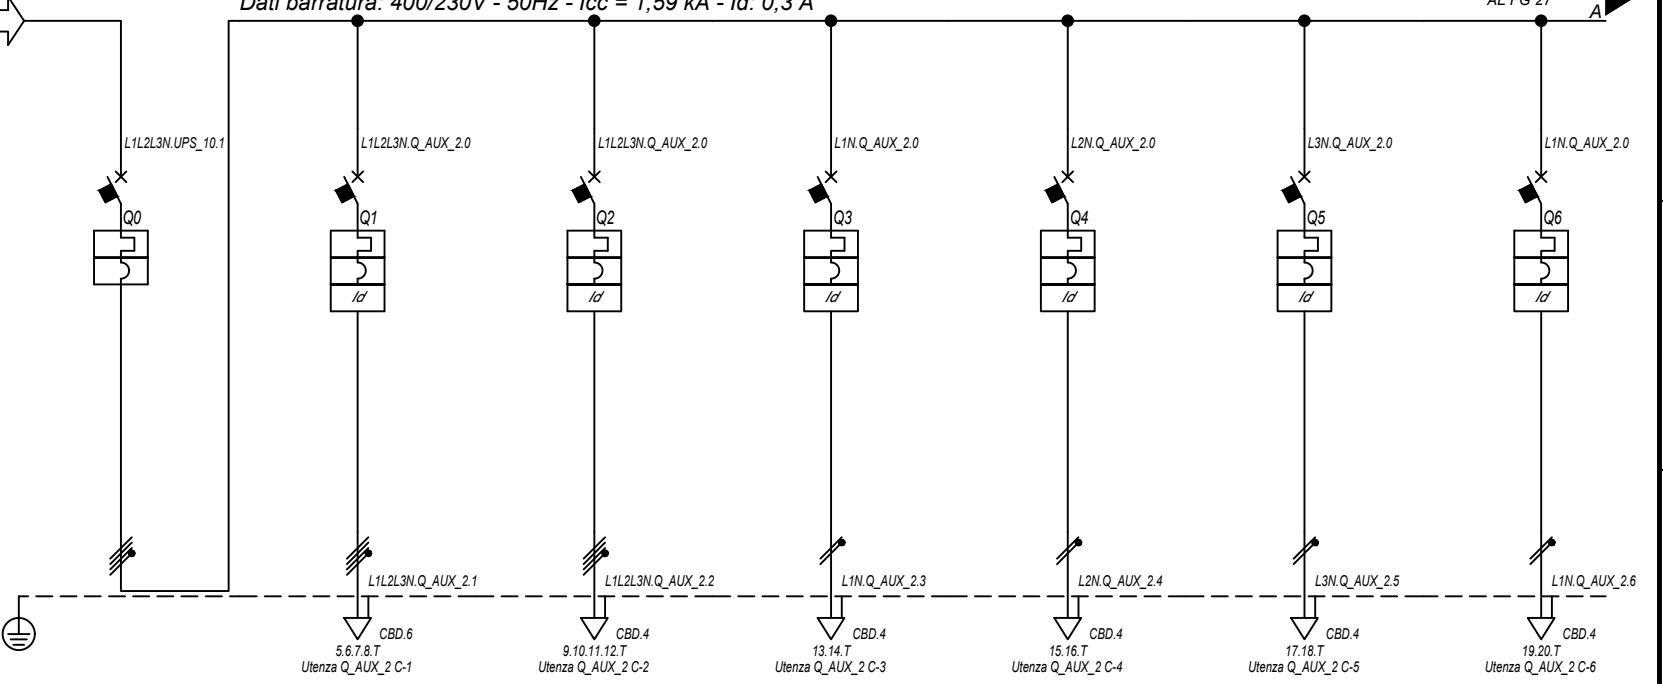 Dati barratura: 400/230V - 50Hz - Icc = 1,59 kA - Id: 0,3 A
A
L1L2L3N.UPS_10.1
L1L2L3N.Q_AUX_2.0
L1L2L3N.Q_AUX_2.0
L1N.Q_AUX_2.0
L2N.Q_AUX_2.0
L3N.Q_AUX_2.0
L1N.Q_AUX_2.0
Q0
Q1
Q2
Q3
Q4
Q5
Q6
Id
Id
Id
Id
Id
Id
L1L2L3N.Q_AUX_2.1
L1L2L3N.Q_AUX_2.2
L1N.Q_AUX_2.3
L2N.Q_AUX_2.4
L3N.Q_AUX_2.5
L1N.Q_AUX_2.6
CBD.6
CBD.4
CBD.4
CBD.4
CBD.4
CBD.4
5.6.7.8.T
Utenza Q_AUX_2 C-1
9.10.11.12.T
Utenza Q_AUX_2 C-2
13.14.T
Utenza Q_AUX_2 C-3
15.16.T
Utenza Q_AUX_2 C-4
17.18.T
Utenza Q_AUX_2 C-5
19.20.T
Utenza Q_AUX_2 C-6